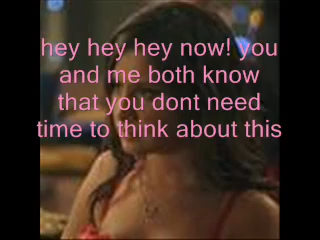 hey hey hey now! you
and me both know
that you dont need
time to think about this